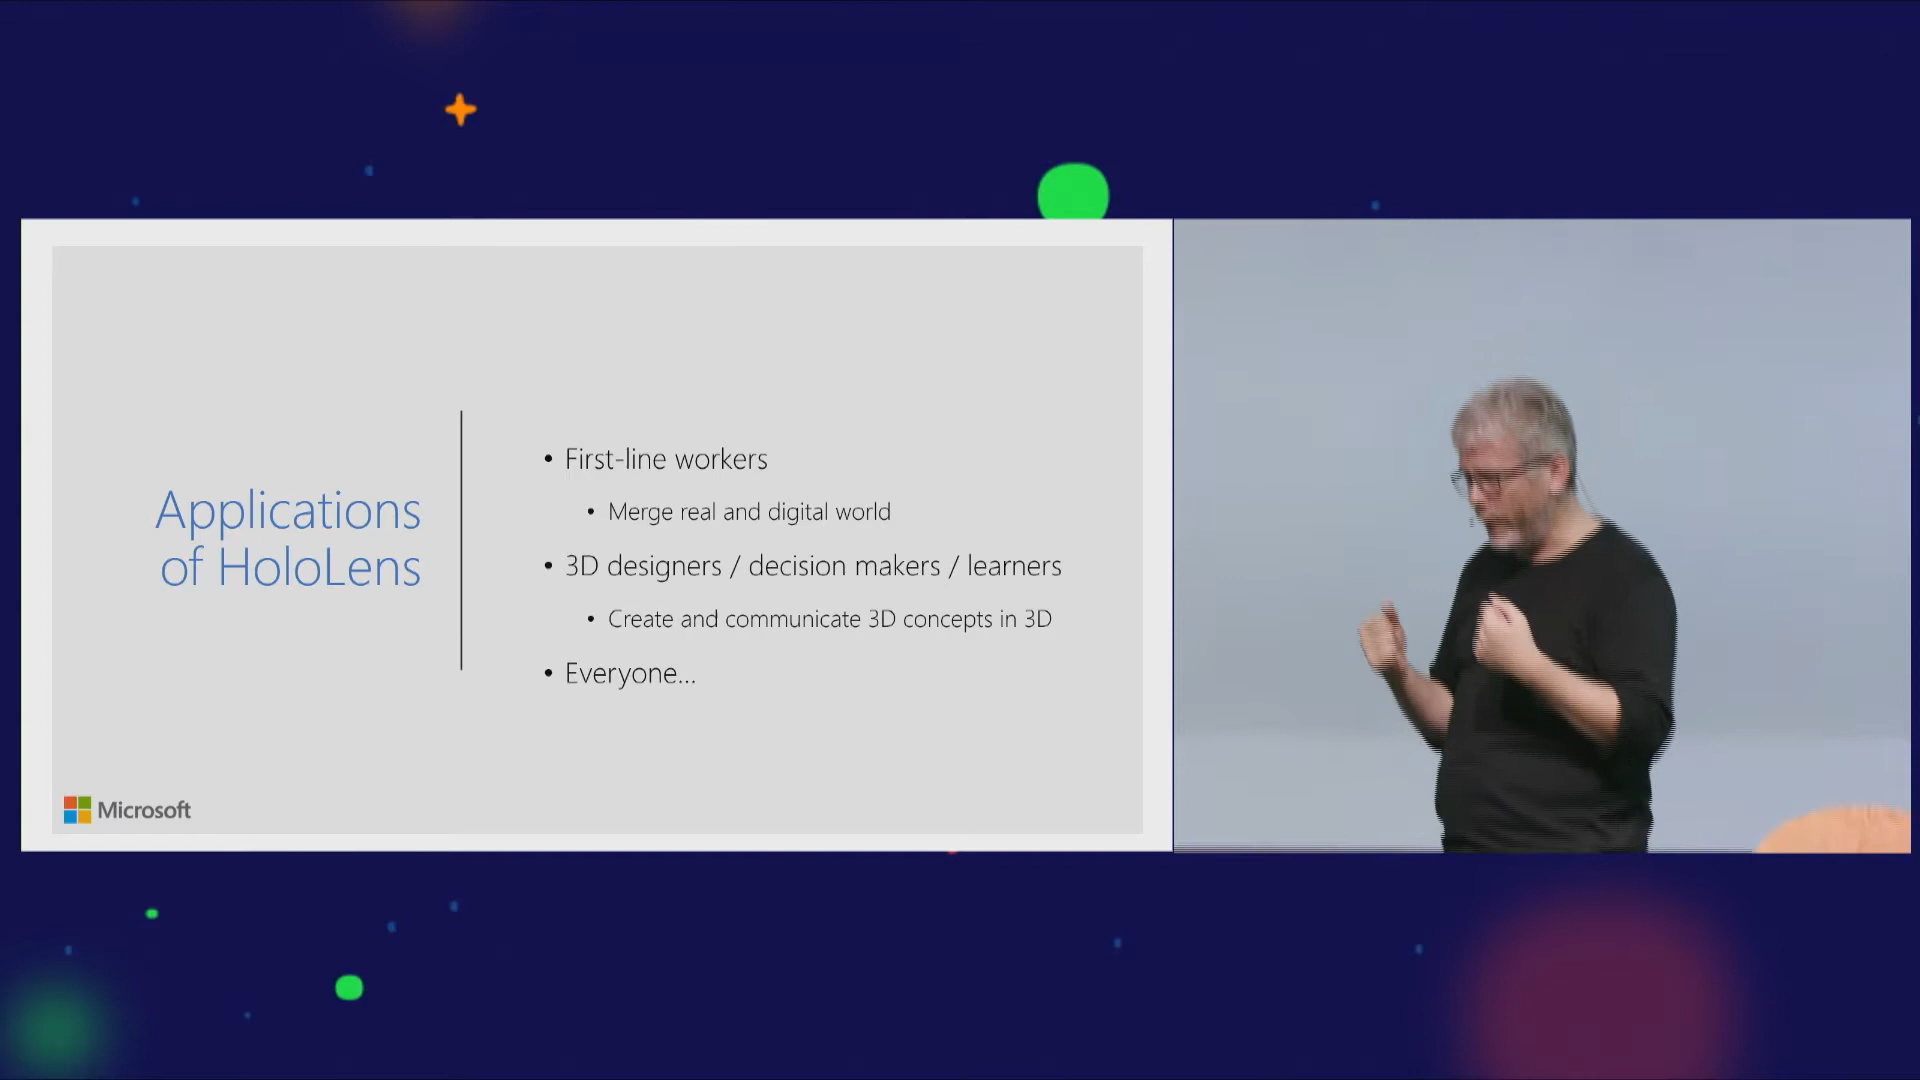 Applications
of HoloLens
• First-line workers
• Merge real and digital world
• 3D designers / decision makers / learners
• Create and communicate 3D concepts in 3D
• Everyone...
Microsoft